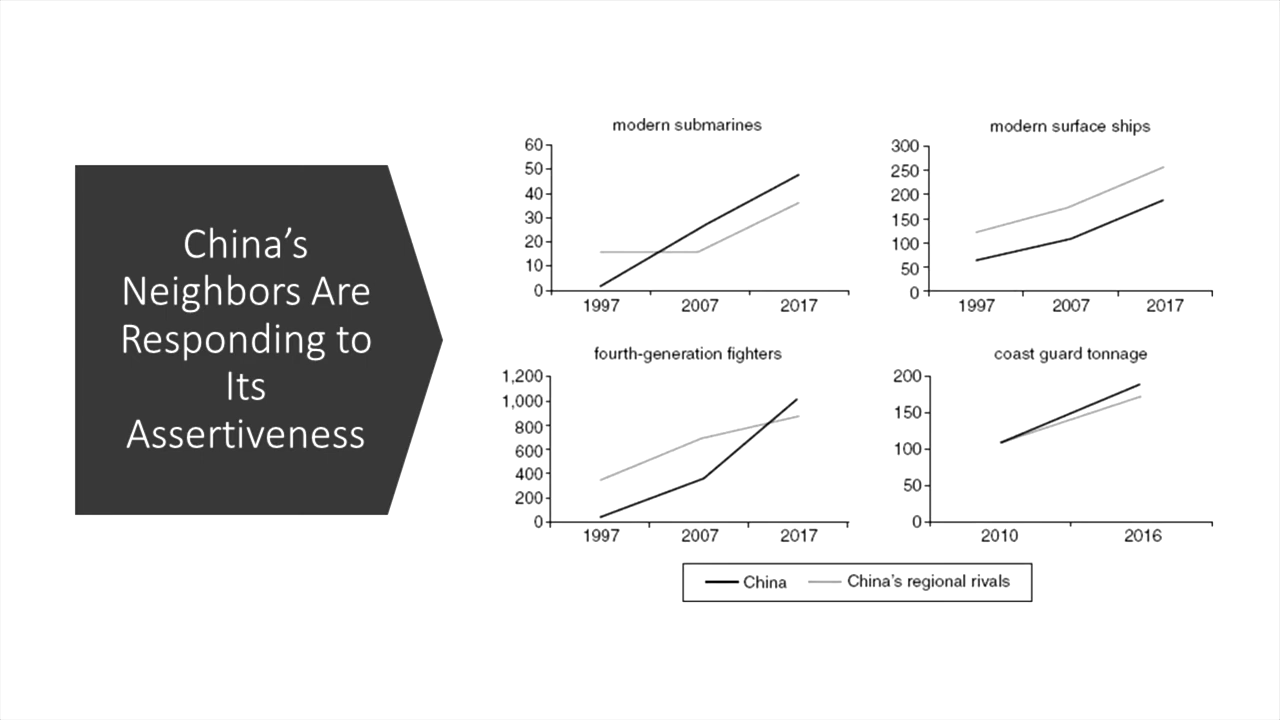 China’s
Neighbors Are
Responding to
Its
Assertiveness
modern submarines
60
50
40
30
20
10
0
1997 2007 2017
modern surface ships
300
250
200
150
100
50
0
1997 2007 2017
fourth-generation fighters
1,200
1,000
800
600
400
200
0
1997 2007 2017
coast guard tonnage
200
150
100
50
0
2010 2016
China China’s regional rivals